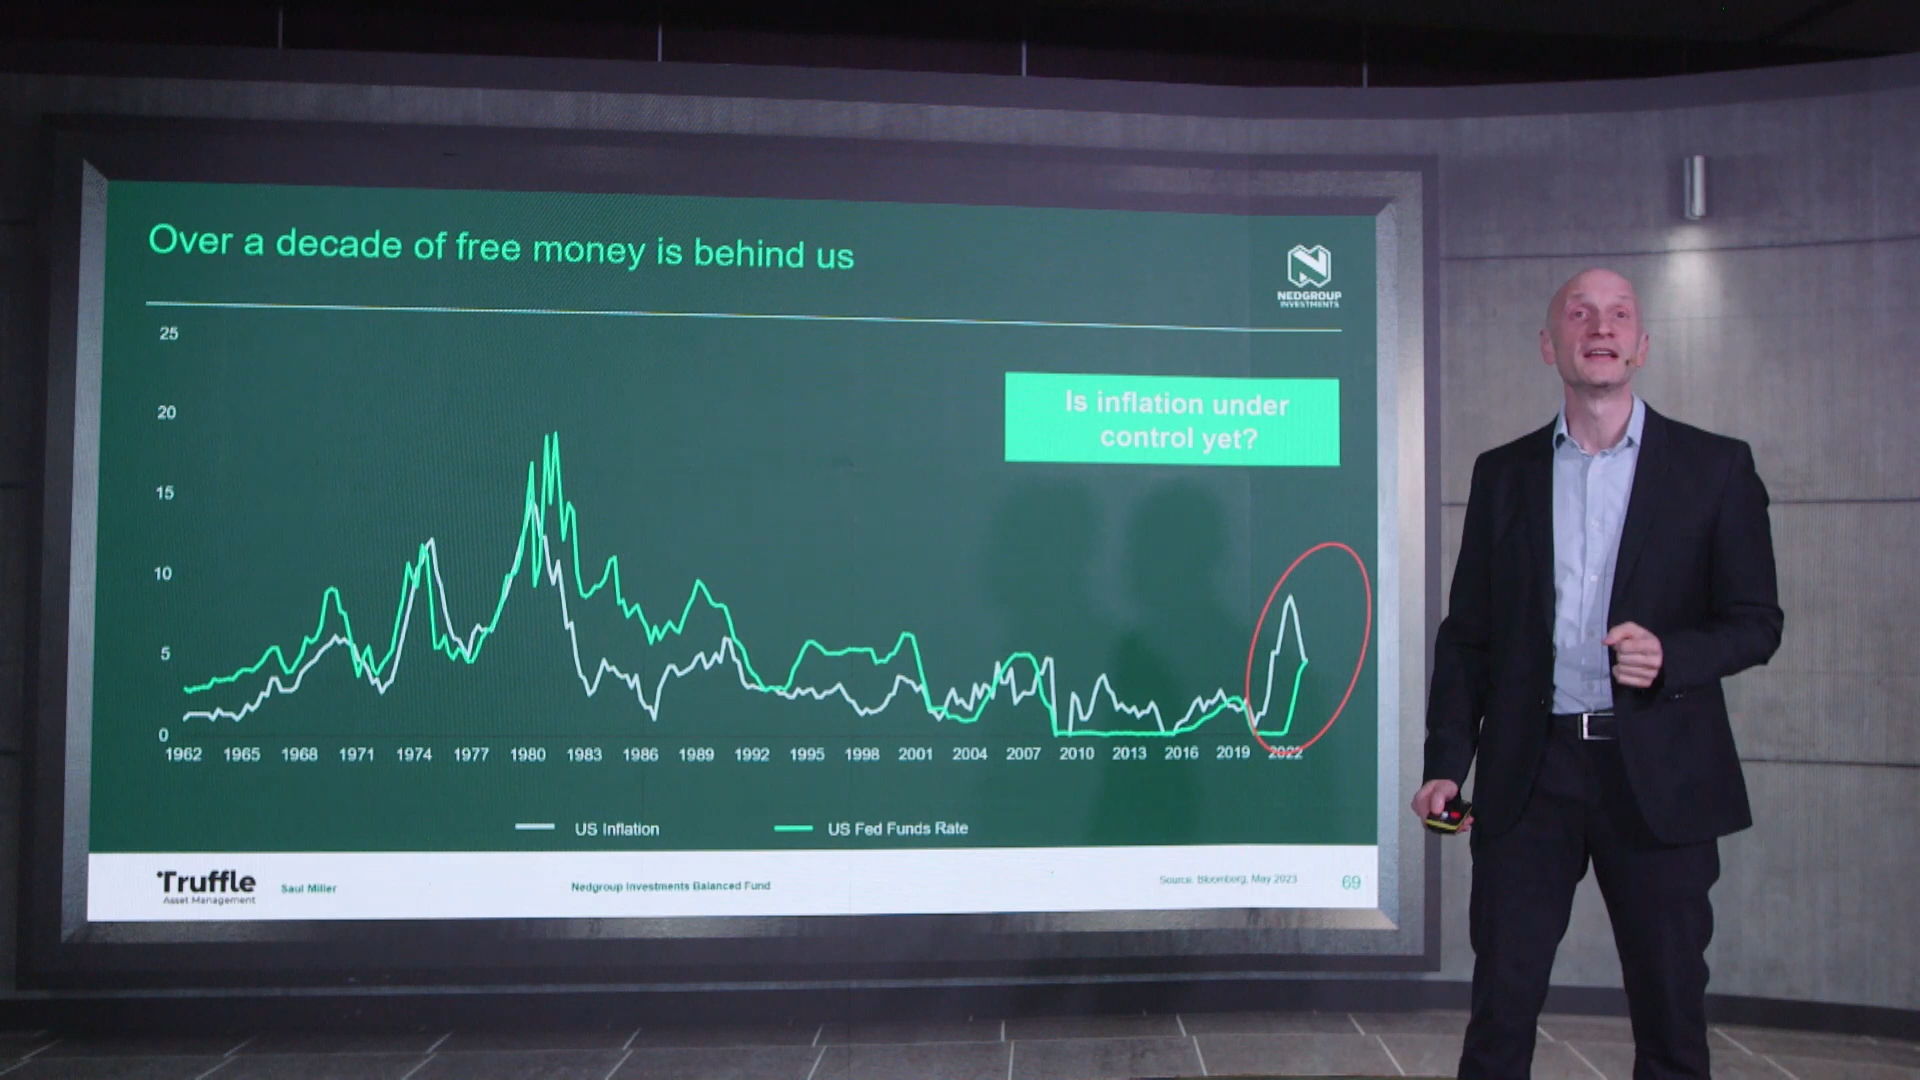 Over a decade of free money is behind us
NEDGROUP
INVESTMENTS
25
20
15
10
5
0
Is inflation under
control yet?
1962 1965 1968 1971 1974 1977 1980 1983 1986 1989 1992 1995 1998 2001 2004 2007 2010 2013 2016 2019 2022
US Inflation US Fed Funds Rate
Truffle
Asset Management
Saul Miller
Nedgroup Investments Balanced Fund
Source: Bloomberg, May 2023
69